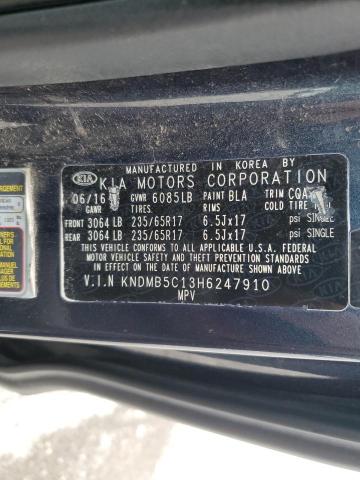 MANUFACTURED IN KOREA BY
KIA KIA MOTORS CORPORATION
06/16 GVWR 6085LB PAINT BLA TRIM CQA
GAWR TIRES: RIMS COLD TIRE
FRONT 3064 LB 235/65R17 6.5Jx17 psi SINGLE
REAR 3064 LB 235/65R17 6.5Jx17 psi SINGLE
THIS VEHICLE CONFORMS TO ALL APPLICABLE U.S.A. FEDERAL
MOTOR VEHICLE SAFETY STANDARDS IN EFFECT ON THE
DATE OF MANUFACTURE SHOWN ABOVE.
V.I.N KNDMB5C13H6247910
MPV